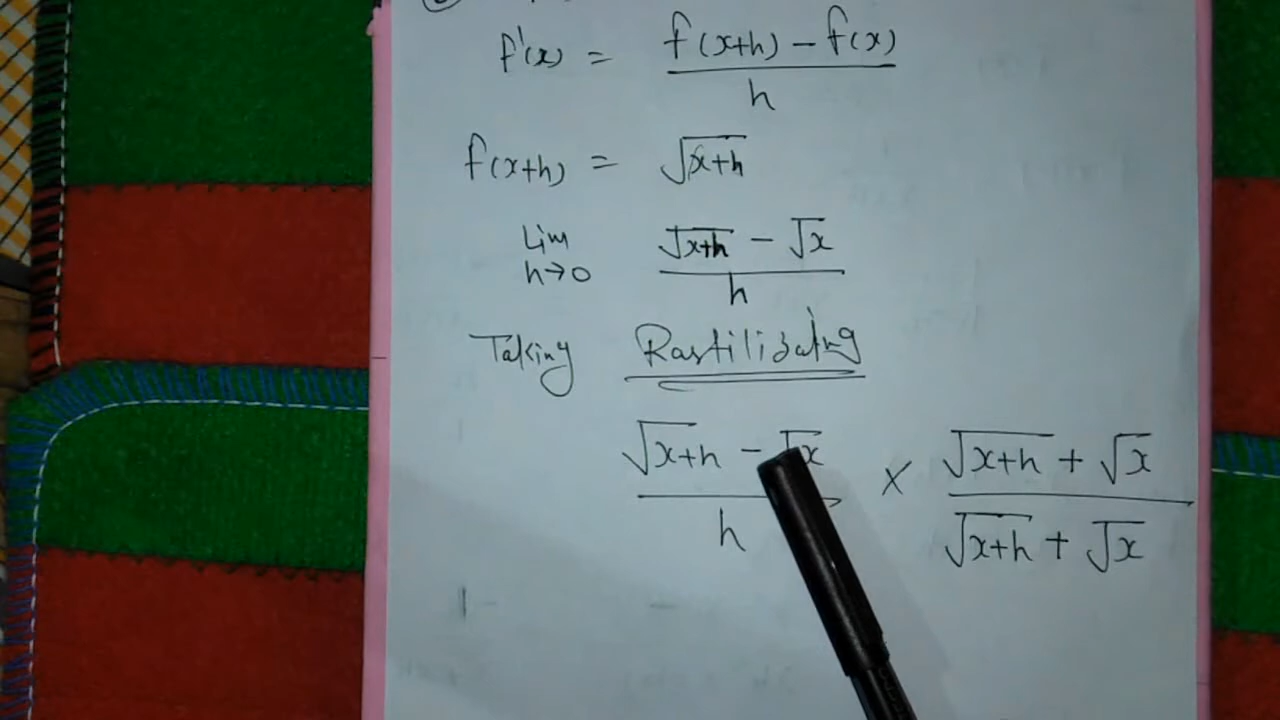 f'(x) = f(x+h) - f(x) / h
f(x+h) = √x+h
Lim h→0 √x+h - √x / h
Taking Rastilizating
√x+h - √x / h × √x+h + √x / √x+h + √x